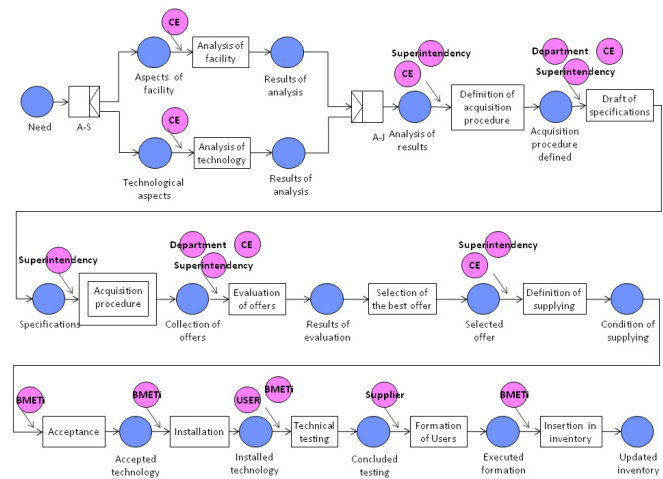 CE
Analysis of
facility
Aspects of
facility
Results of
analysis
Need
A-S
CE
Analysis of
technology
Technological
aspects
Results of
analysis
A-J
Superintendency
CE
Analysis of
results
Definition of
acquisition
procedure
Department
CE
Superintendency
Acquisition
procedure
defined
Draft of
specifications
Superintendency
Specifications
Acquisition
procedure
Department
CE
Superintendency
Collection of
offers
Evaluation
of offers
Results of
evaluation
Selection of
the best offer
Superintendency
CE
Selected
offer
Definition of
supplying
Condition of
supplying
BMETi
Acceptance
BMETi
Accepted
technology
Installation
USER
BMETi
Installed
technology
Technical
testing
Supplier
Concluded
testing
Formation
of Users
BMETi
Executed
formation
Insertion in
inventory
Updated
inventory